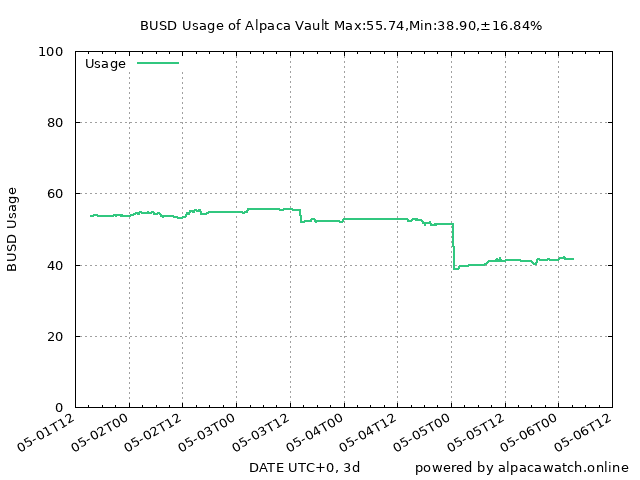 BUSD Usage of Alpaca Vault Max:55.74,Min:38.90,±16.84%
100
Usage
80
60
BUSD Usage
40
20
0
05-01T12
05-02T00
05-02T12
05-03T00
05-03T12
05-04T00
05-04T12
05-05T00
05-05T12
05-06T00
05-06T12
DATE UTC+0, 3d
powered by alpacawatch.online